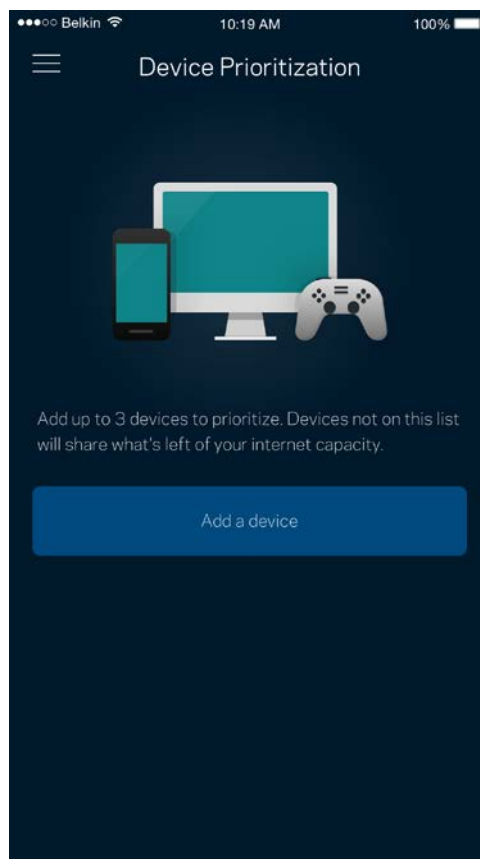 Belkin 10:19 AM 100%
Device Prioritization
Add up to 3 devices to prioritize. Devices not on this list
will share what's left of your internet capacity.
Add a device